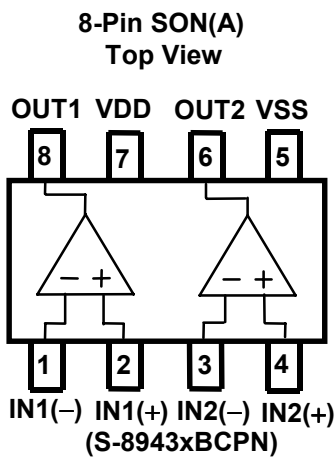 8-Pin SON(A)
Top View
OUT1 VDD OUT2 VSS
8 7 6 5
− + − +
1 2 3 4
IN1(−) IN1(+) IN2(−) IN2(+)
(S-8943xBCPN)